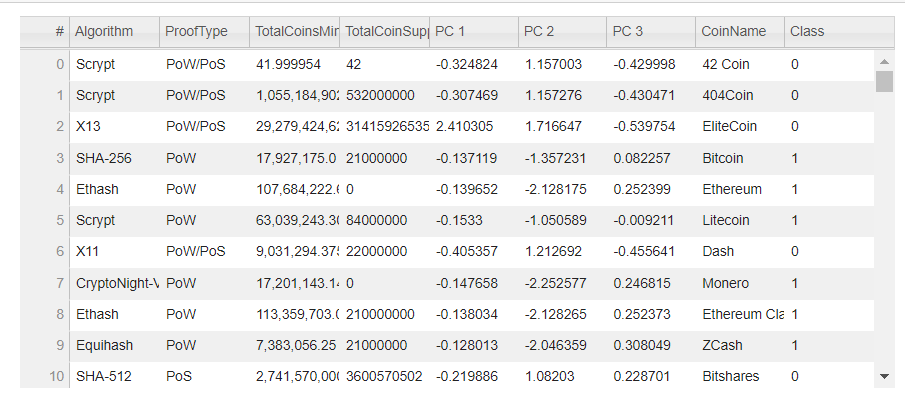 # Algorithm ProofType TotalCoinsMin TotalCoinSupp PC 1 PC 2 PC 3 CoinName Class
0 Scrypt PoW/PoS 41.999954 42 -0.324824 1.157003 -0.429998 42 Coin 0
1 Scrypt PoW/PoS 1,055,184,902 532000000 -0.307469 1.157276 -0.430471 404Coin 0
2 X13 PoW/PoS 29,279,424,62 31415926535 2.410305 1.716647 -0.539754 EliteCoin 0
3 SHA-256 PoW 17,927,175.0 21000000 -0.137119 -1.357231 0.082257 Bitcoin 1
4 Ethash PoW 107,684,222.6 0 -0.139652 -2.128175 0.252399 Ethereum 1
5 Scrypt PoW 63,039,243.30 84000000 -0.1533 -1.050589 -0.009211 Litecoin 1
6 X11 PoW/PoS 9,031,294.375 22000000 -0.405357 1.212692 -0.455641 Dash 0
7 CryptoNight-V PoW 17,201,143.14 0 -0.147658 -2.252577 0.246815 Monero 1
8 Ethash PoW 113,359,703.0 210000000 -0.138034 -2.128265 0.252373 Ethereum Cla 1
9 Equihash PoW 7,383,056.25 21000000 -0.128013 -2.046359 0.308049 ZCash 1
10 SHA-512 PoS 2,741,570,000 3600570502 -0.219886 1.08203 0.228701 Bitshares 0